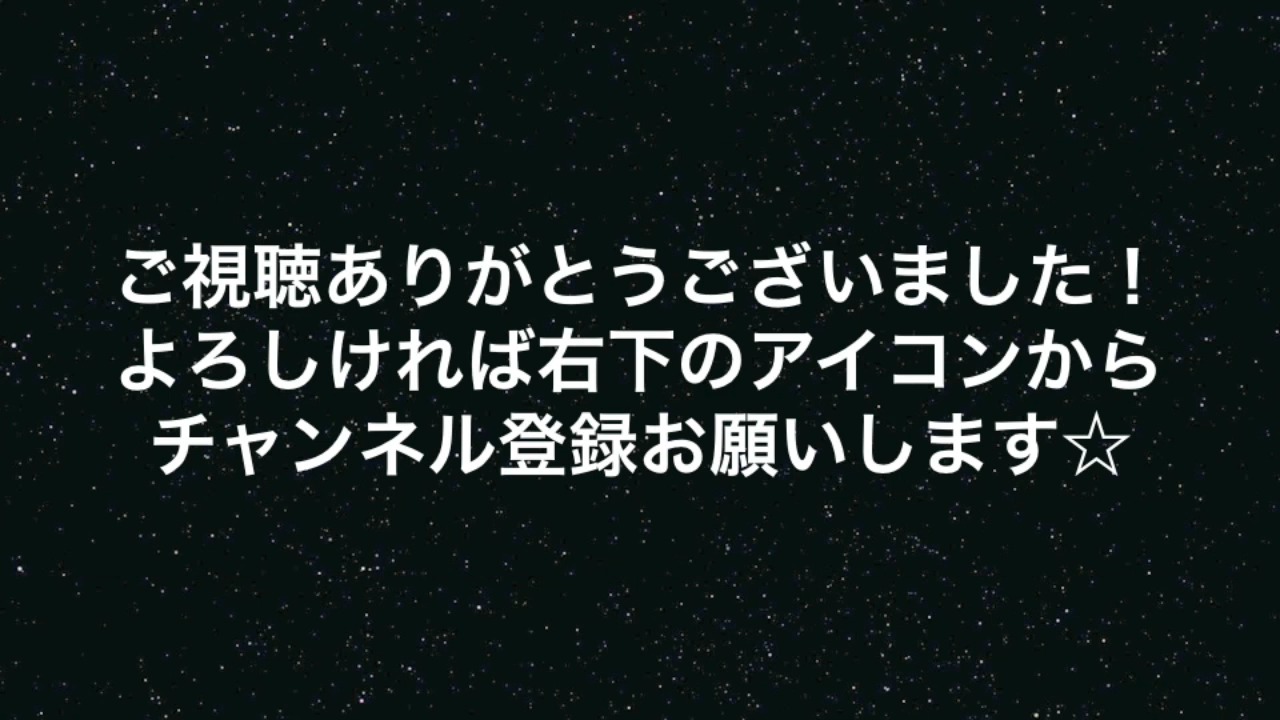 ご視聴ありがとうございました！
よろしければ右下のアイコンから
チャンネル登録お願いします☆